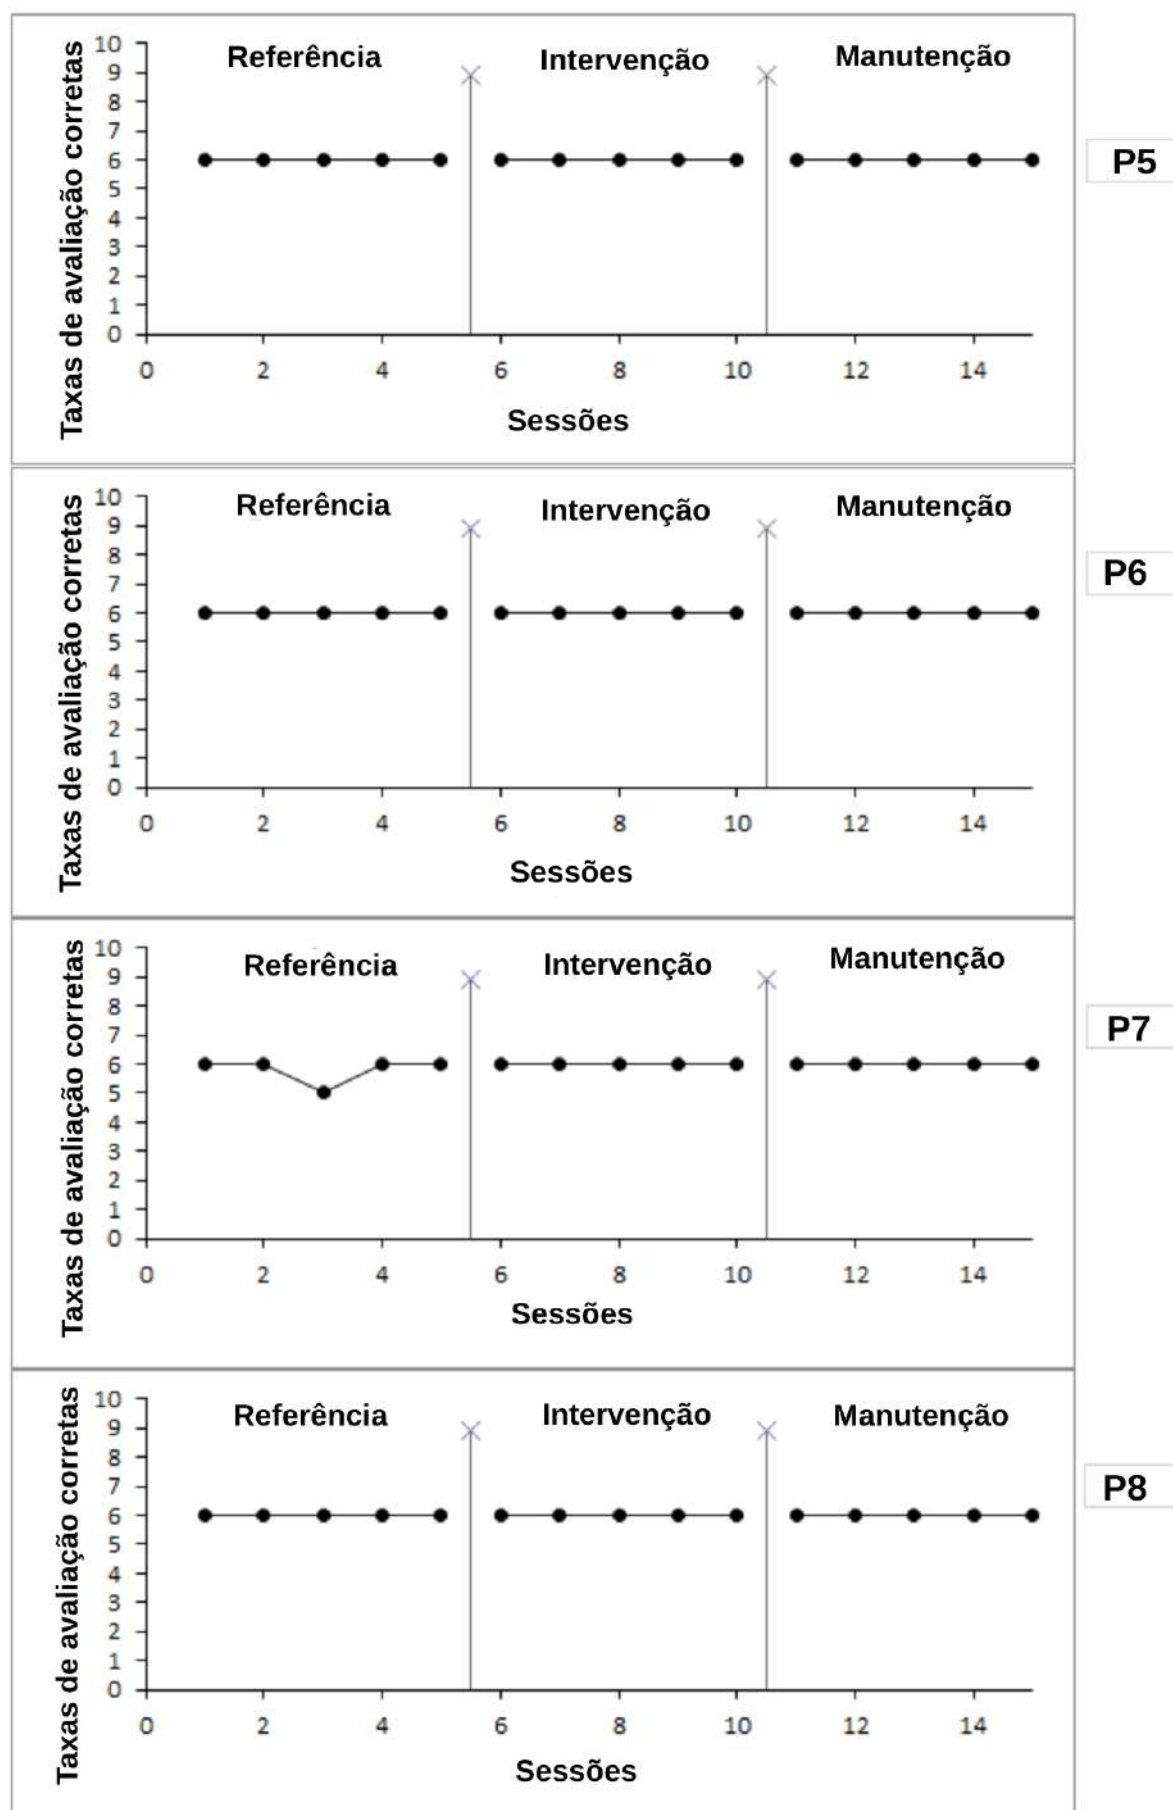 Taxas de avaliação corretas
10
9
8
7
6
5
4
3
2
1
0
Referência
Intervenção
Manutenção
0 2 4 6 8 10 12 14
Sessões
P5
Taxas de avaliação corretas
10
9
8
7
6
5
4
3
2
1
0
Referência
Intervenção
Manutenção
0 2 4 6 8 10 12 14
Sessões
P6
Taxas de avaliação corretas
10
9
8
7
6
5
4
3
2
1
0
Referência
Intervenção
Manutenção
0 2 4 6 8 10 12 14
Sessões
P7
Taxas de avaliação corretas
10
9
8
7
6
5
4
3
2
1
0
Referência
Intervenção
Manutenção
0 2 4 6 8 10 12 14
Sessões
P8